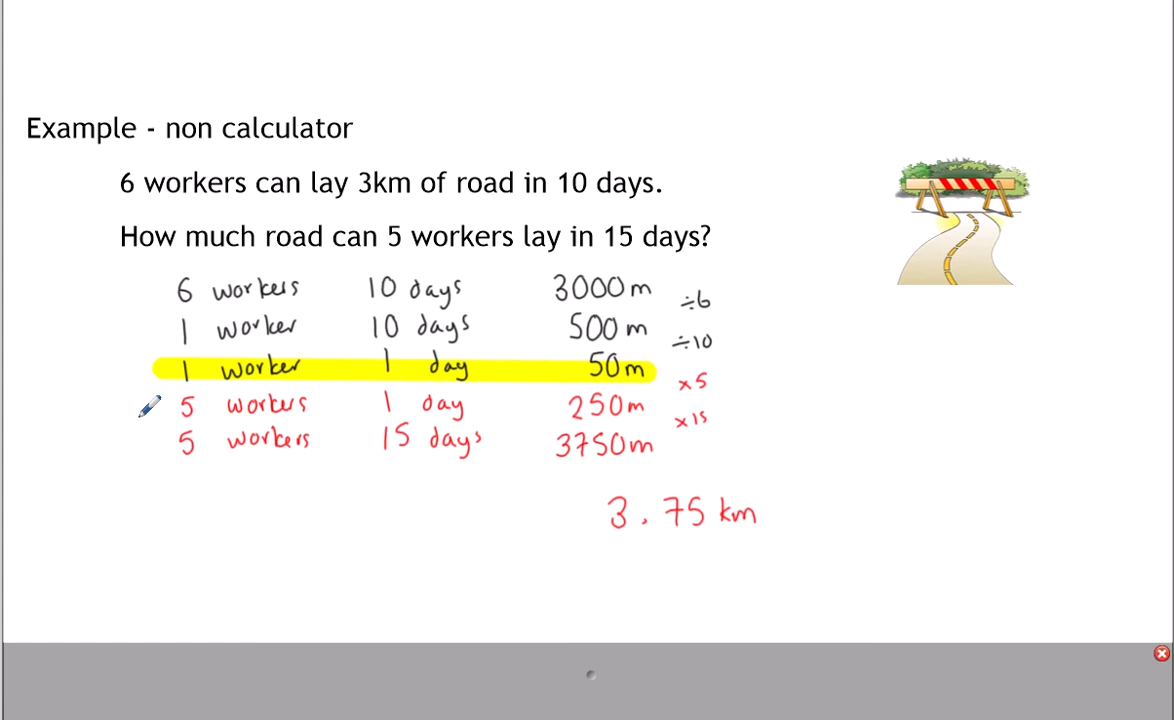 Example - non calculator
6 workers can lay 3km of road in 10 days.
How much road can 5 workers lay in 15 days?
6 workers 10 days 3000m ÷6
1 worker 10 days 500m ÷10
1 worker 1 day 50m ×5
5 workers 1 day 250m ×15
5 workers 15 days 3750m
3.75 km